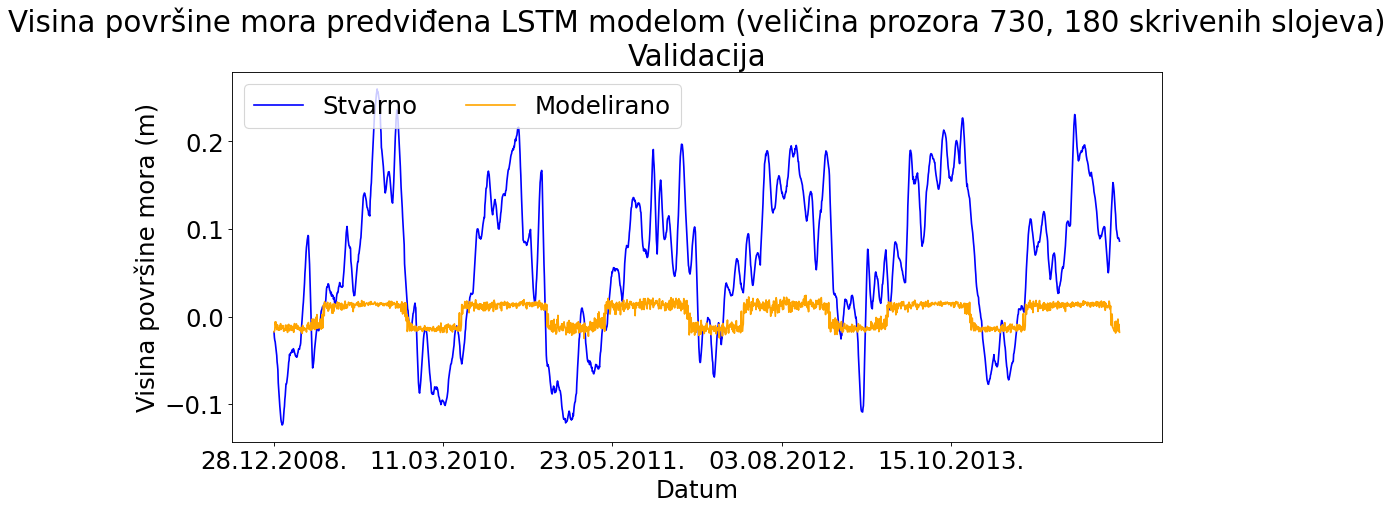 Visina površine mora predviđena LSTM modelom (veličina prozora 730, 180 skrivenih slojeva)
Validacija
Stvarno
Modelirano
Visina površine mora (m)
0.2
0.1
0.0
−0.1
28.12.2008.
11.03.2010.
23.05.2011.
03.08.2012.
15.10.2013.
Datum